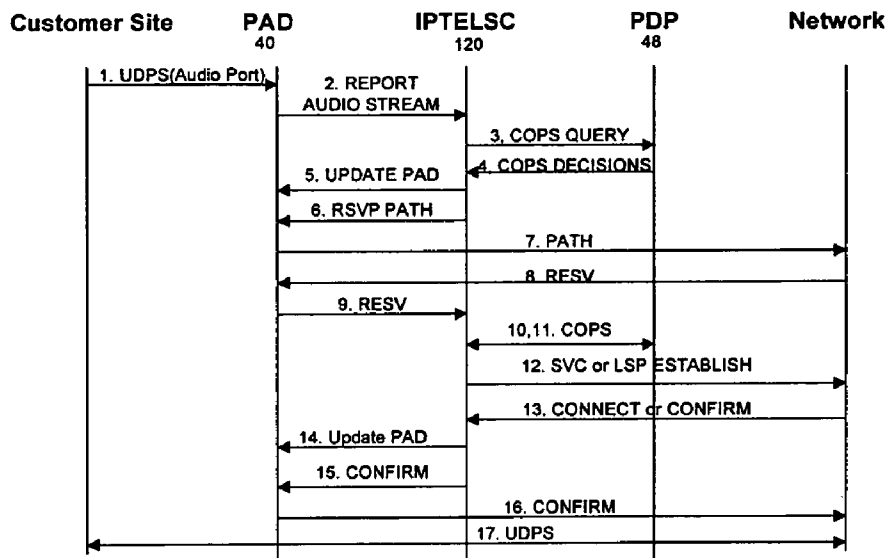 Customer Site PAD IPTELSC PDP Network
40 120 48
1. UDPS(Audio Port)
2. REPORT
AUDIO STREAM
3, COPS QUERY
4. COPS DECISIONS
5. UPDATE PAD
6. RSVP PATH
7. PATH
8. RESV
9. RESV
10,11. COPS
12. SVC or LSP ESTABLISH
13. CONNECT or CONFIRM
14. Update PAD
15. CONFIRM
16. CONFIRM
17. UDPS